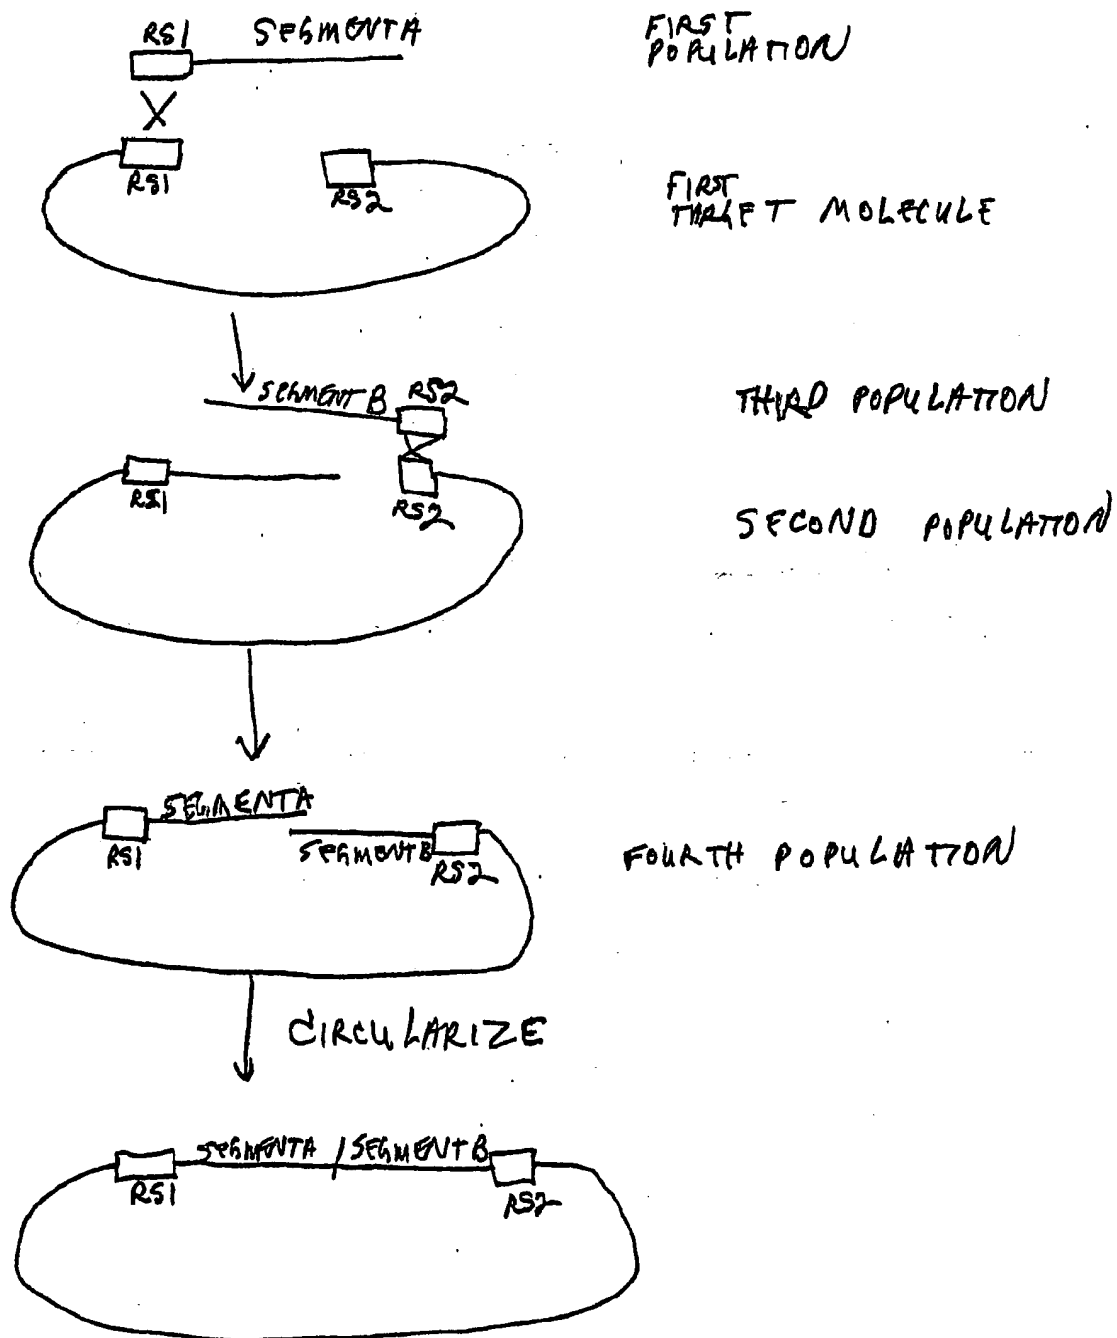 RS1 SEGMENTA
FIRST
POPULATION
RS1
RS2
FIRST
TARGET MOLECULE
SEGMENT B RS2
THIRD POPULATION
RS1
RS2
SECOND POPULATION
SEGMENTA
RS1
SEGMENTB
RS2
FOURTH POPULATION
CIRCULARIZE
SEGMENTA / SEGMENTB
RS1
RS2